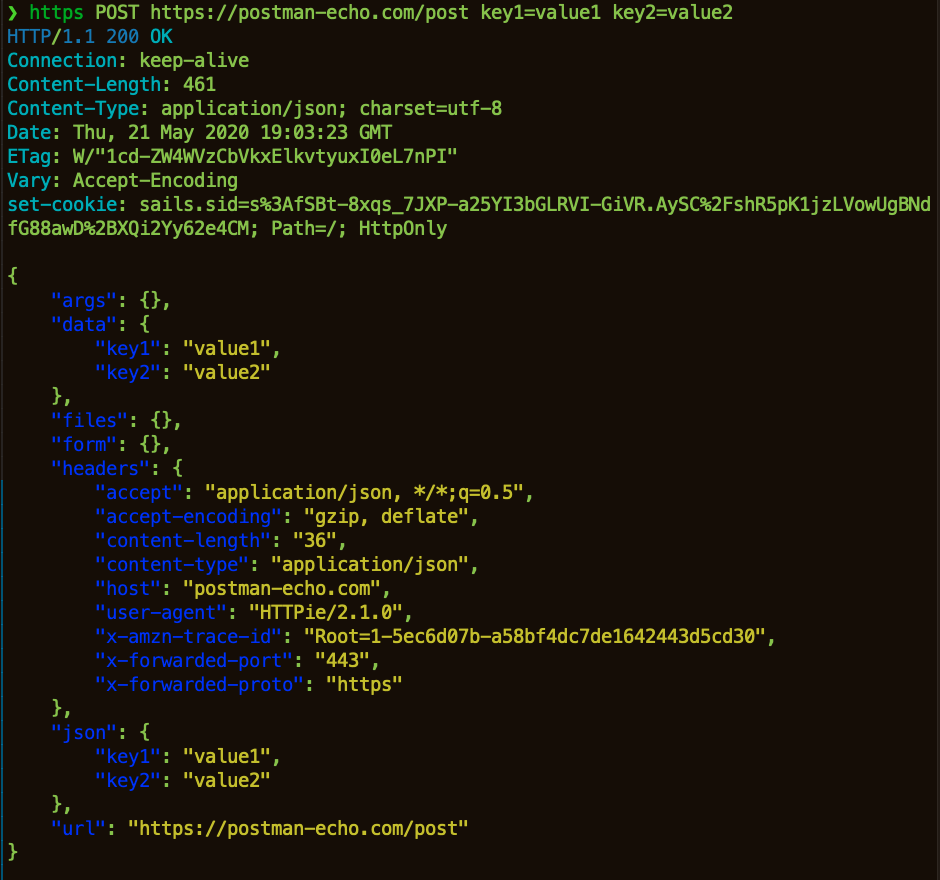 ❯ https POST https://postman-echo.com/post key1=value1 key2=value2
HTTP/1.1 200 OK
Connection: keep-alive
Content-Length: 461
Content-Type: application/json; charset=utf-8
Date: Thu, 21 May 2020 19:03:23 GMT
ETag: W/"1cd-ZW4WVzCbVkxElkvtyuxI0eL7nPI"
Vary: Accept-Encoding
set-cookie: sails.sid=s%3AfSBt-8xqs_7JXP-a25YI3bGLRVI-GiVR.AySC%2FshR5pK1jzLVowUgBNd
fG88awD%2BXQi2Yy62e4CM; Path=/; HttpOnly

{
    "args": {},
    "data": {
        "key1": "value1",
        "key2": "value2"
    },
    "files": {},
    "form": {},
    "headers": {
        "accept": "application/json, */*;q=0.5",
        "accept-encoding": "gzip, deflate",
        "content-length": "36",
        "content-type": "application/json",
        "host": "postman-echo.com",
        "user-agent": "HTTPie/2.1.0",
        "x-amzn-trace-id": "Root=1-5ec6d07b-a58bf4dc7de1642443d5cd30",
        "x-forwarded-port": "443",
        "x-forwarded-proto": "https"
    },
    "json": {
        "key1": "value1",
        "key2": "value2"
    },
    "url": "https://postman-echo.com/post"
}